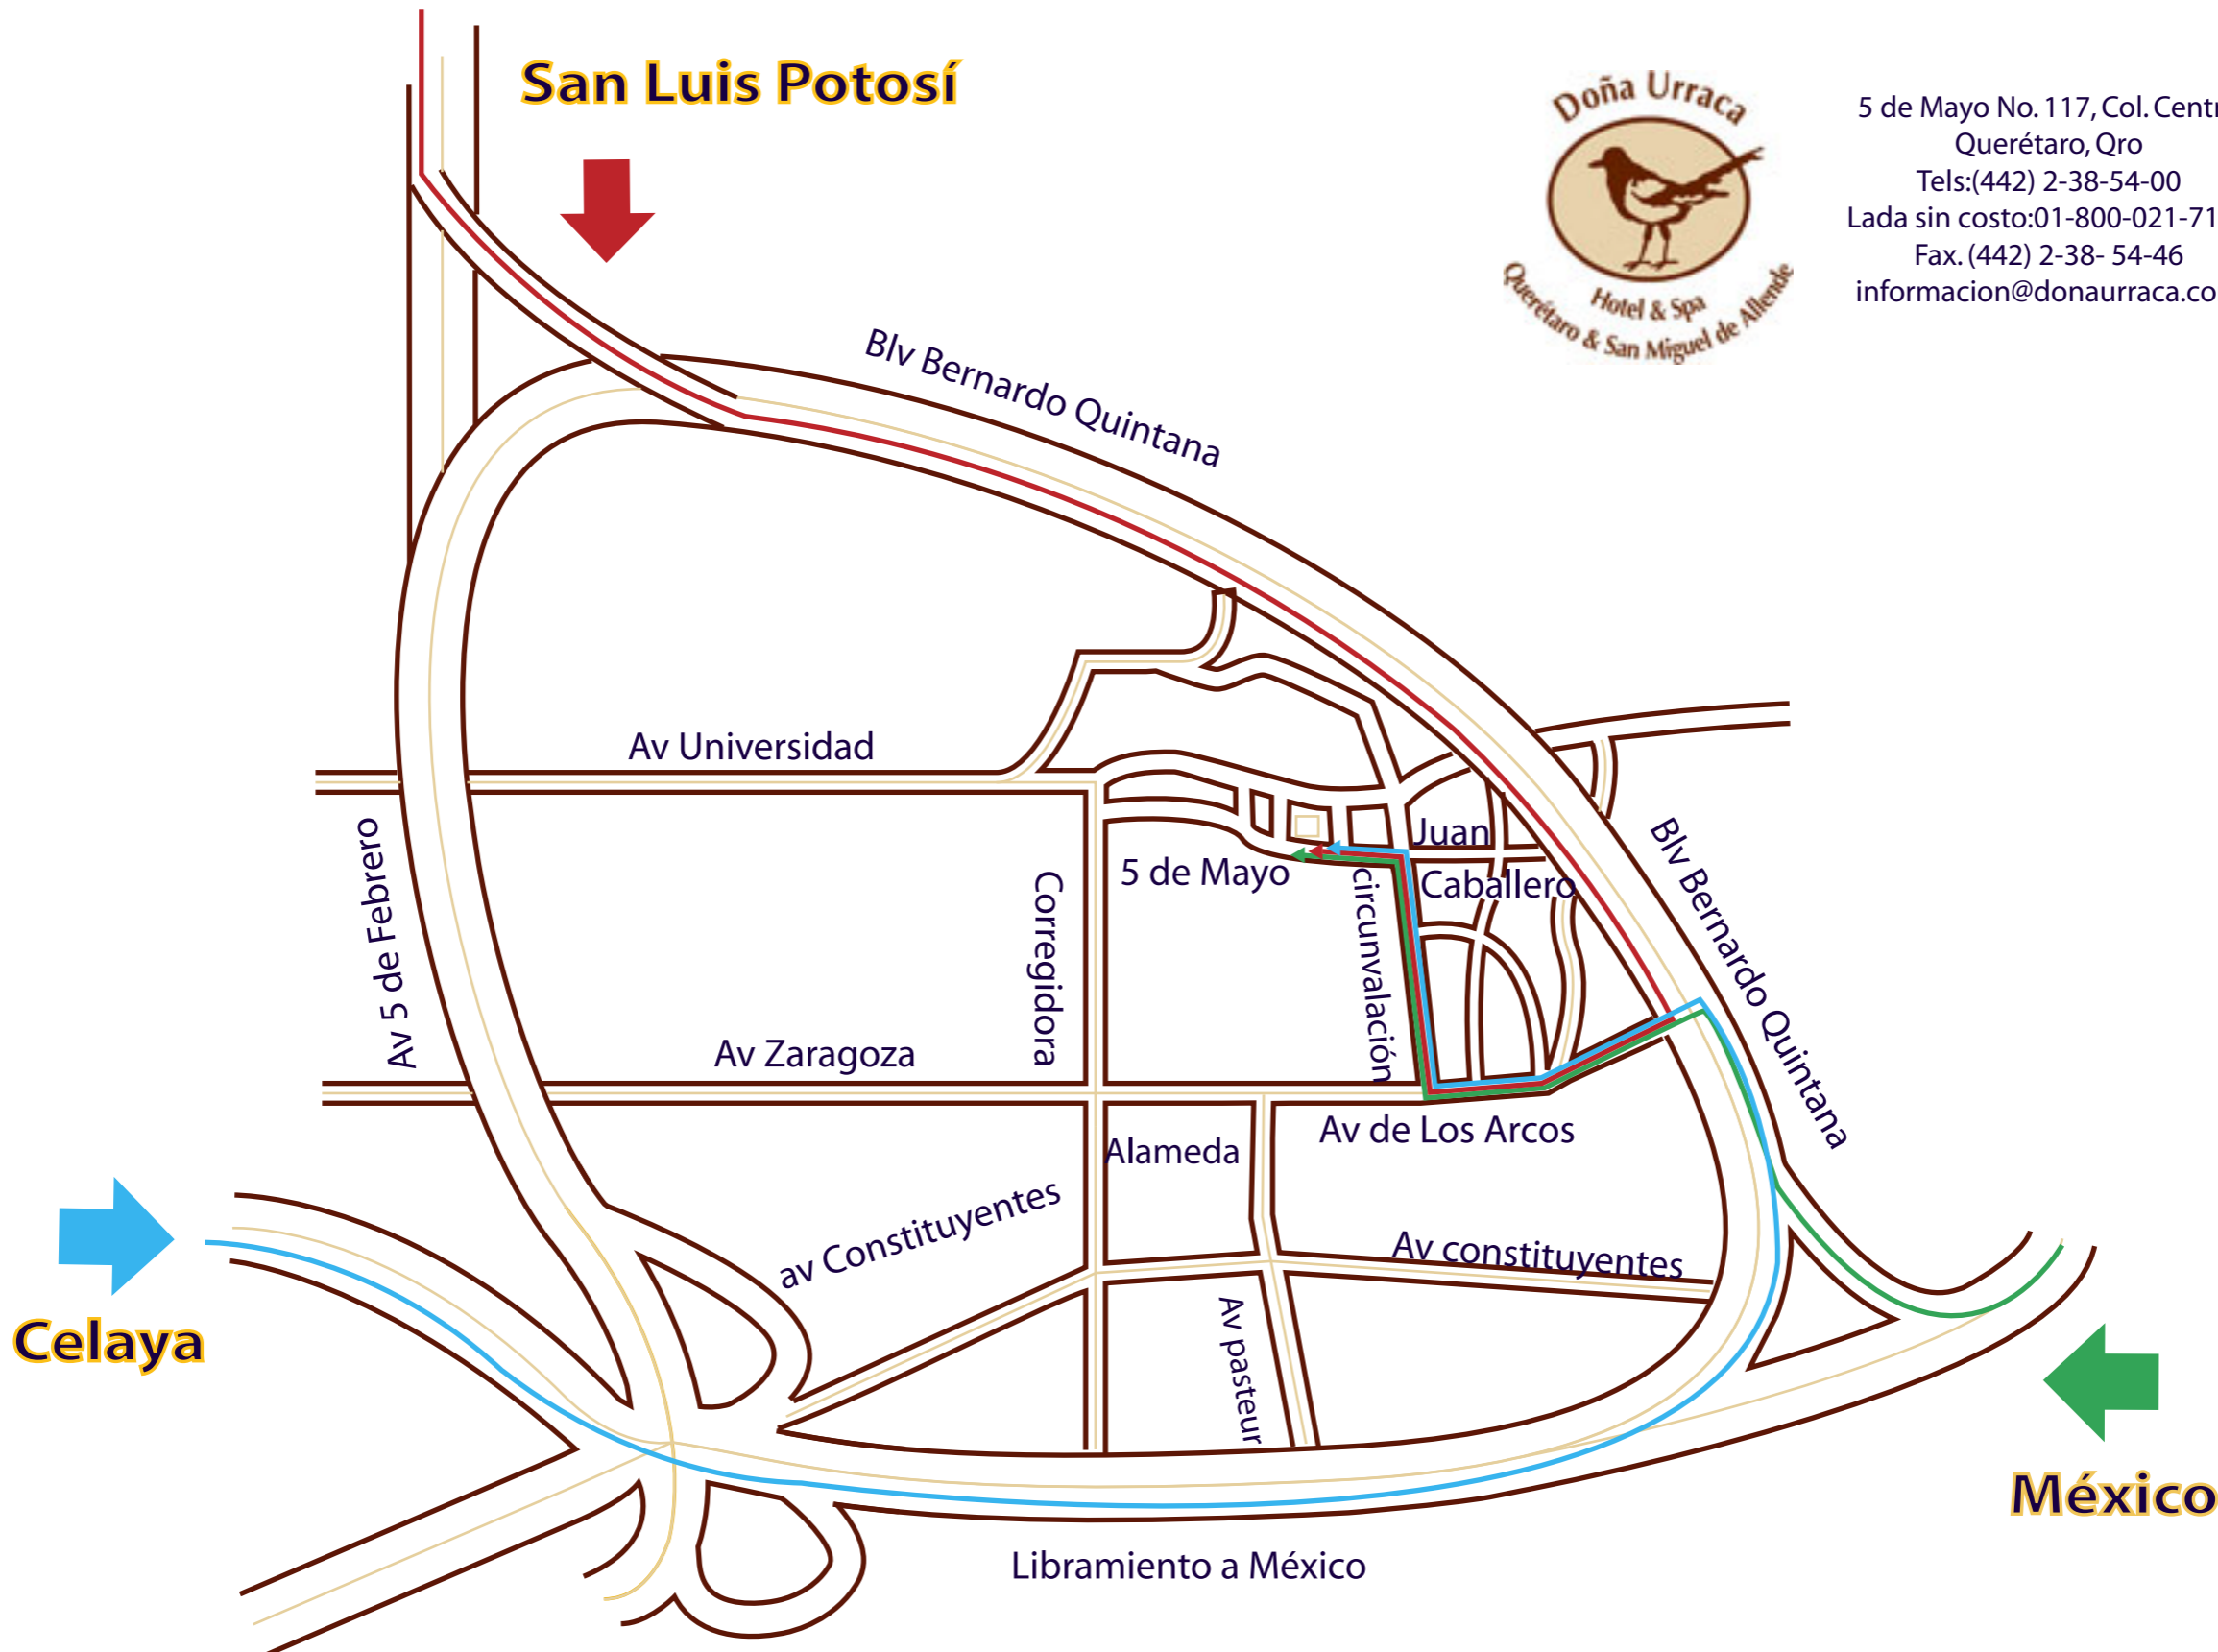 San Luis Potosí
Doña Urraca
Hotel & Spa
Querétaro & San Miguel de Allende
5 de Mayo No. 117, Col. Centr
Querétaro, Qro
Tels:(442) 2-38-54-00
Lada sin costo:01-800-021-71
Fax. (442) 2-38- 54-46
informacion@donaurraca.co
Blv Bernardo Quintana
Av Universidad
Juan
Caballero
5 de Mayo
circunvalación
Corregidora
Av 5 de Febrero
Blv Bernardo Quintana
Av Zaragoza
Av de Los Arcos
Alameda
av Constituyentes
Av constituyentes
Av pasteur
Celaya
México
Libramiento a México